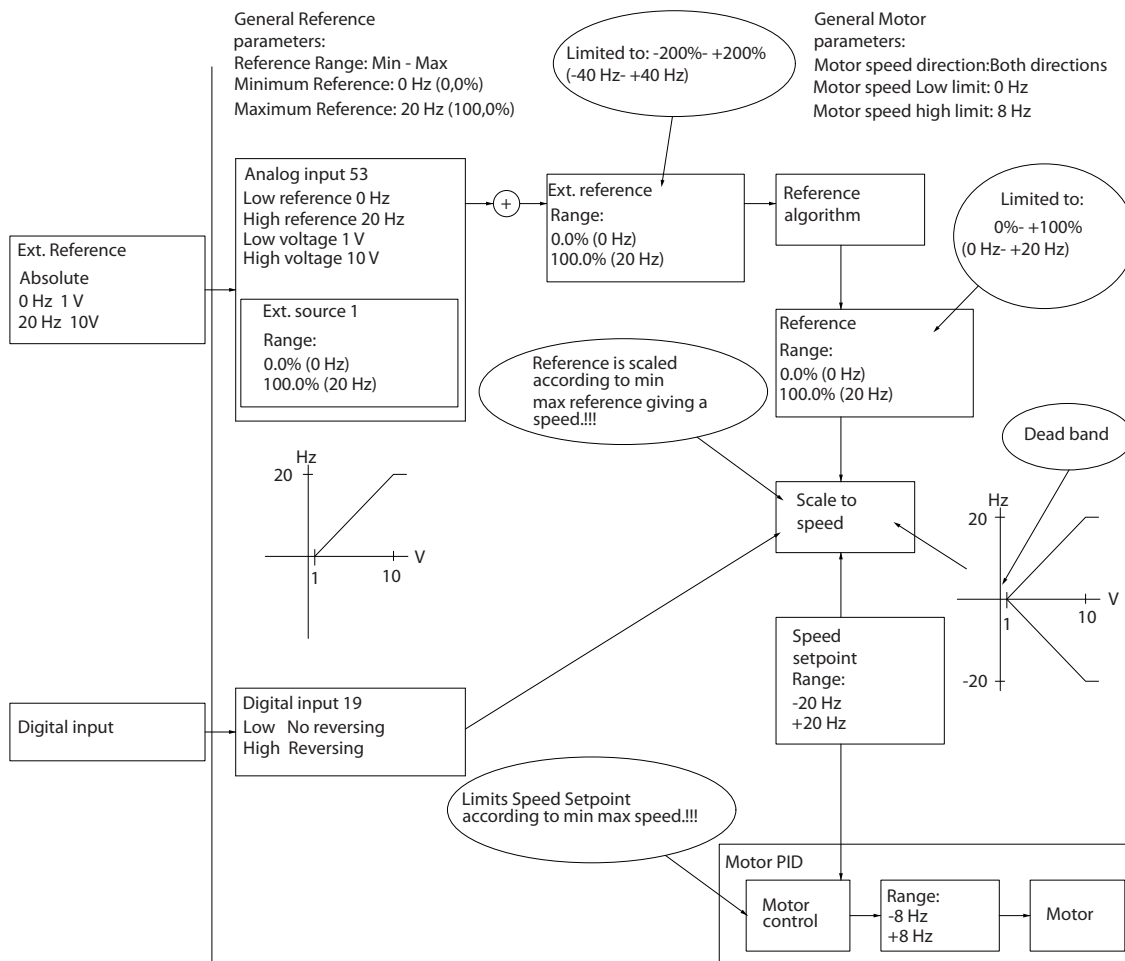 General Reference
parameters:
Reference Range: Min - Max
Minimum Reference: 0 Hz (0,0%)
Maximum Reference: 20 Hz (100,0%)
Limited to: -200%- +200%
(-40 Hz- +40 Hz)
General Motor
parameters:
Motor speed direction:Both directions
Motor speed Low limit: 0 Hz
Motor speed high limit: 8 Hz
Ext. Reference
Absolute
0 Hz 1 V
20 Hz 10V
Analog input 53
Low reference 0 Hz
High reference 20 Hz
Low voltage 1 V
High voltage 10 V
Ext. source 1
Range:
0.0% (0 Hz)
100.0% (20 Hz)
+
Ext. reference
Range:
0.0% (0 Hz)
100.0% (20 Hz)
Reference
algorithm
Limited to:
0%- +100%
(0 Hz- +20 Hz)
Reference
Range:
0.0% (0 Hz)
100.0% (20 Hz)
Reference is scaled
according to min
max reference giving a
speed.!!!
Dead band
Hz
20
V
1
10
Scale to
speed
Hz
20
V
1
10
-20
Speed
setpoint
Range:
-20 Hz
+20 Hz
Digital input
Digital input 19
Low No reversing
High Reversing
Limits Speed Setpoint
according to min max speed.!!!
Motor PID
Motor
control
Range:
-8 Hz
+8 Hz
Motor